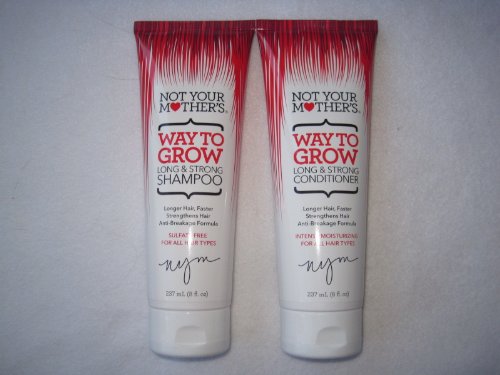 NOT YOUR
MOTHER'S
WAY TO
GROW
LONG & STRONG
SHAMPOO
Longer Hair, Faster
Strengthens Hair
Anti-Breakage Formula
SULFATE FREE
FOR ALL HAIR TYPES
nym
237 mL (8 fl. oz)
NOT YOUR
MOTHER'S
WAY TO
GROW
LONG & STRONG
CONDITIONER
Longer Hair, Faster
Strengthens Hair
Anti-Breakage Formula
INTENSE MOISTURIZING
FOR ALL HAIR TYPES
nym
237 mL (8 fl. oz)